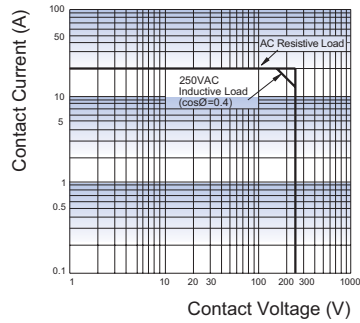 Contact Current (A)
100
50
10
5
1
0.5
0.1
AC Resistive Load
250VAC
Inductive Load
(cosØ=0.4)
1
10
20
30
100
200
300
1000
Contact Voltage (V)